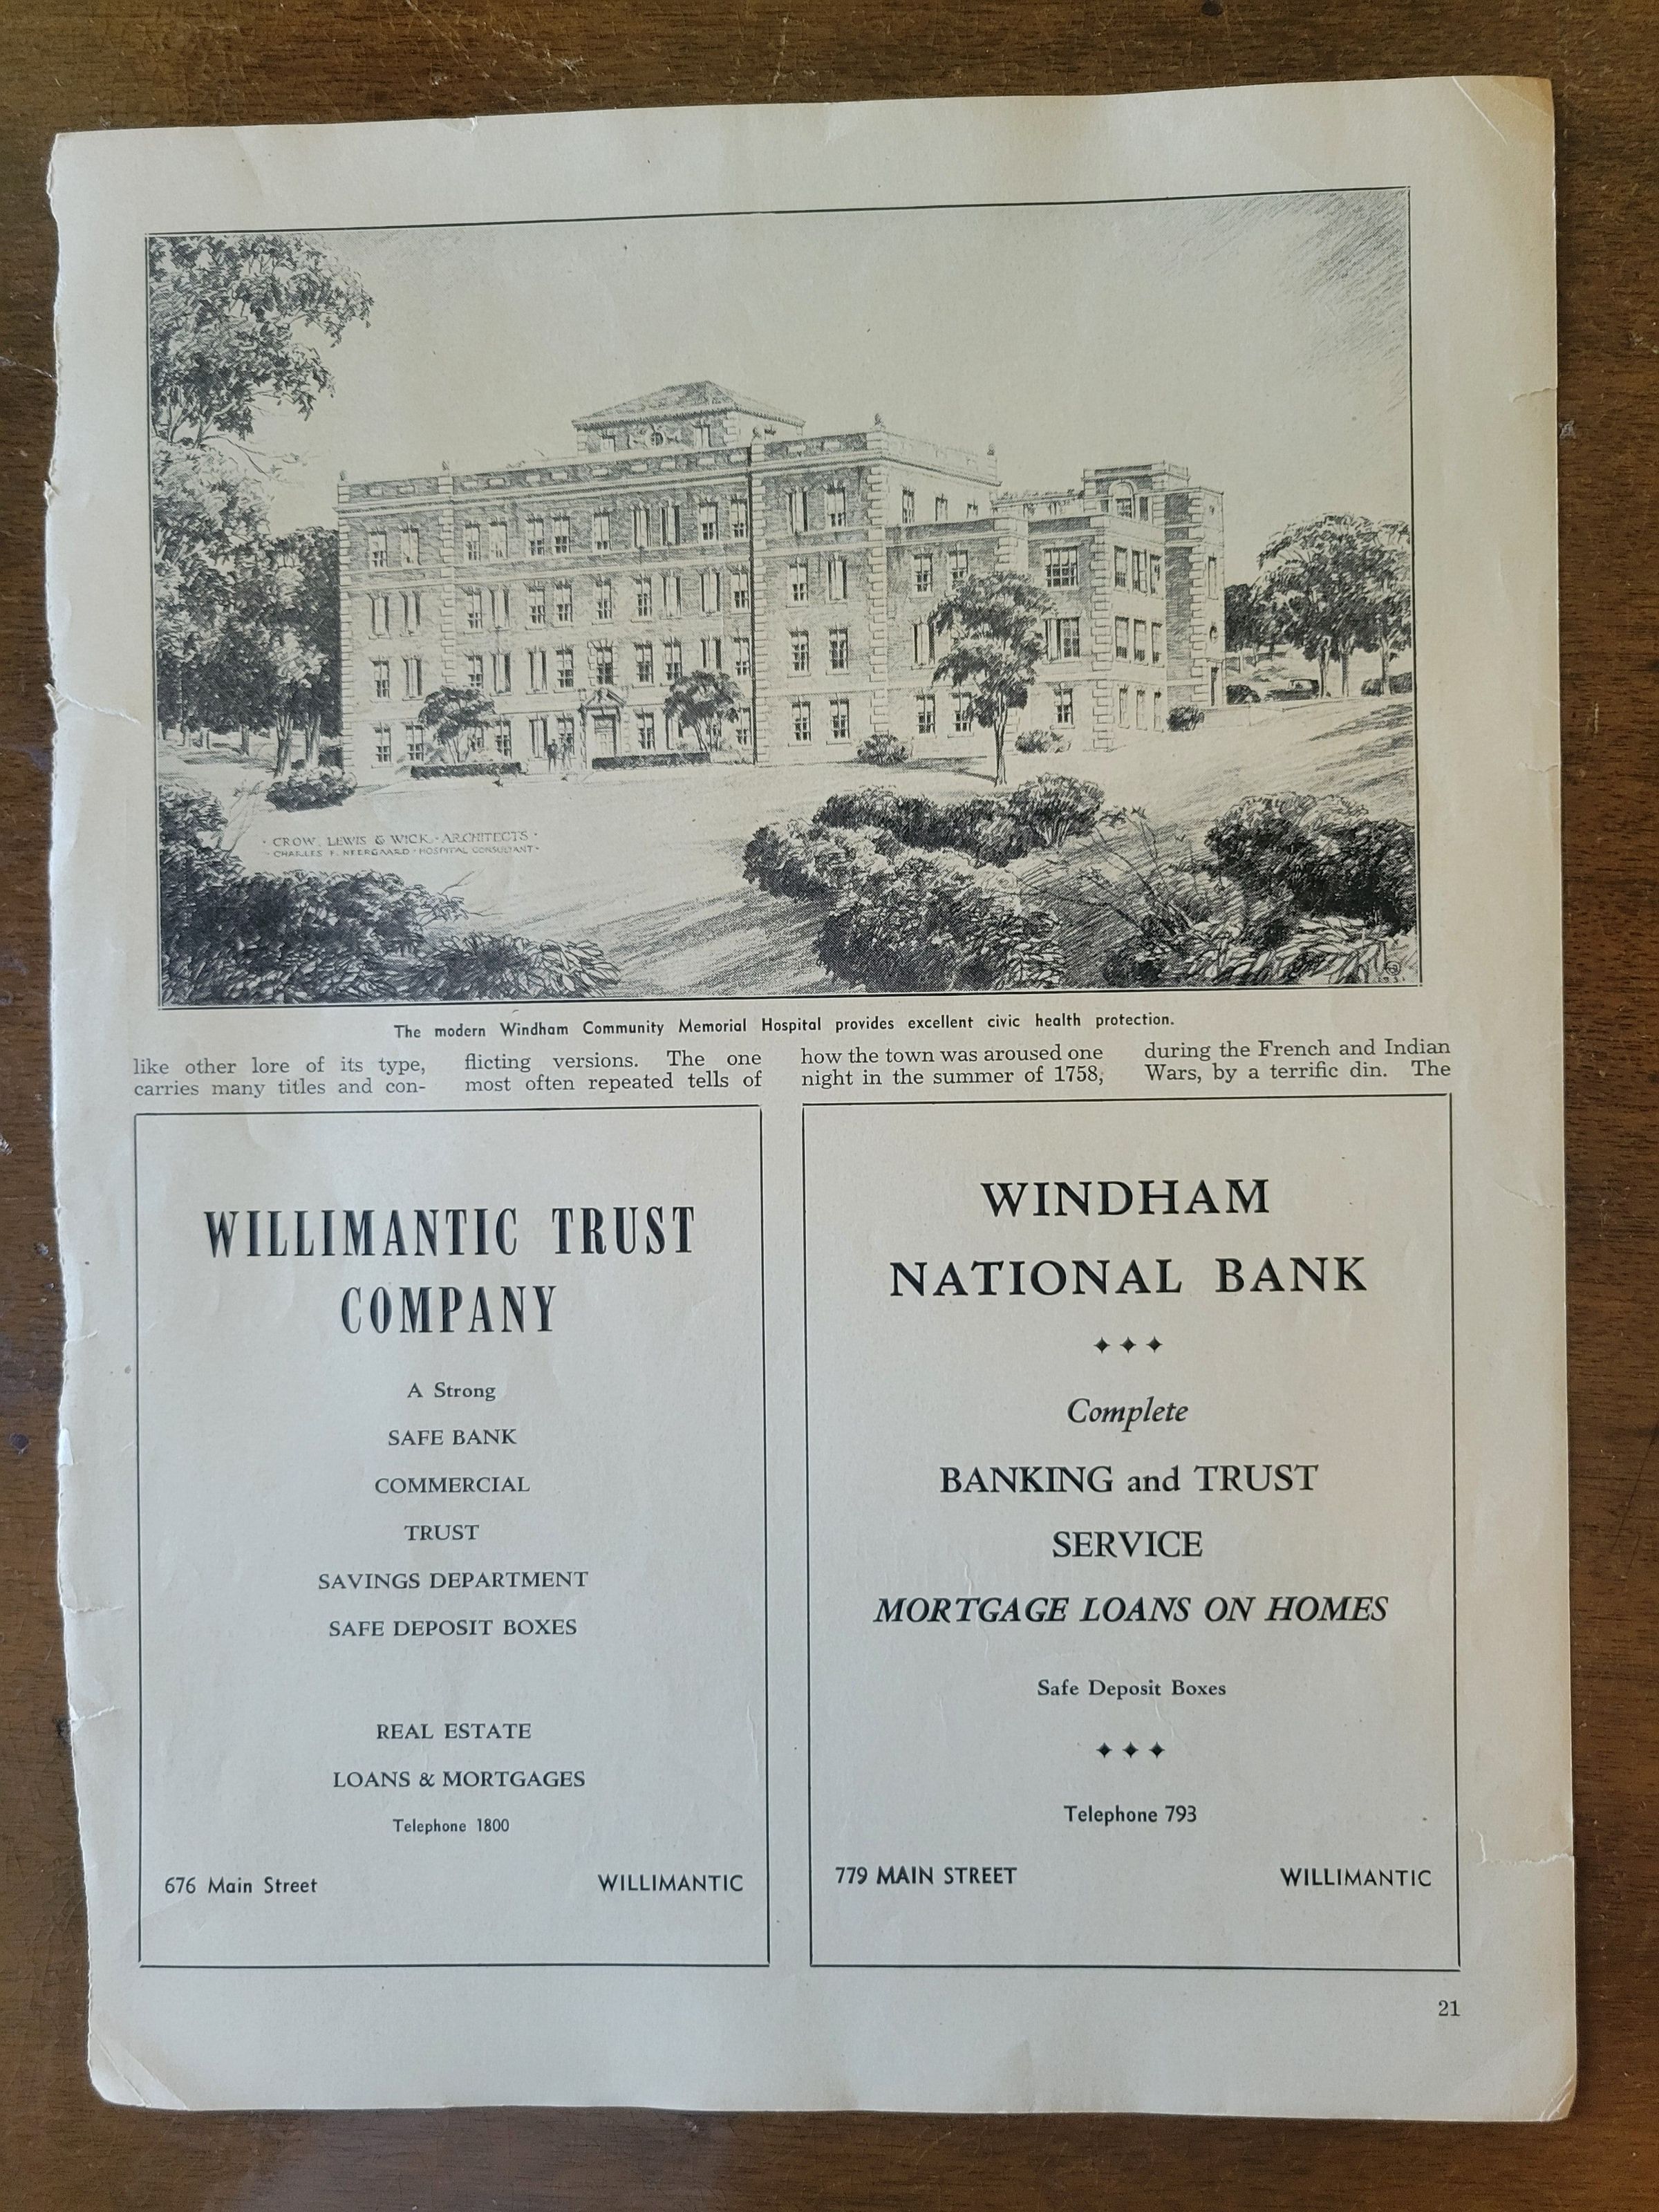 · CROW, LEWIS & WICK · ARCHITECTS ·
· CHARLES F. NEERGAARD · HOSPITAL CONSULTANT ·
The modern Windham Community Memorial Hospital provides excellent civic health protection.
like other lore of its type,
carries many titles and con-
flicting versions. The one
most often repeated tells of
how the town was aroused one
night in the summer of 1758,
during the French and Indian
Wars, by a terrific din. The
WILLIMANTIC TRUST
COMPANY
A Strong
SAFE BANK
COMMERCIAL
TRUST
SAVINGS DEPARTMENT
SAFE DEPOSIT BOXES
REAL ESTATE
LOANS & MORTGAGES
Telephone 1800
676 Main Street WILLIMANTIC
WINDHAM
NATIONAL BANK
Complete
BANKING and TRUST
SERVICE
MORTGAGE LOANS ON HOMES
Safe Deposit Boxes
Telephone 793
779 MAIN STREET WILLIMANTIC
21